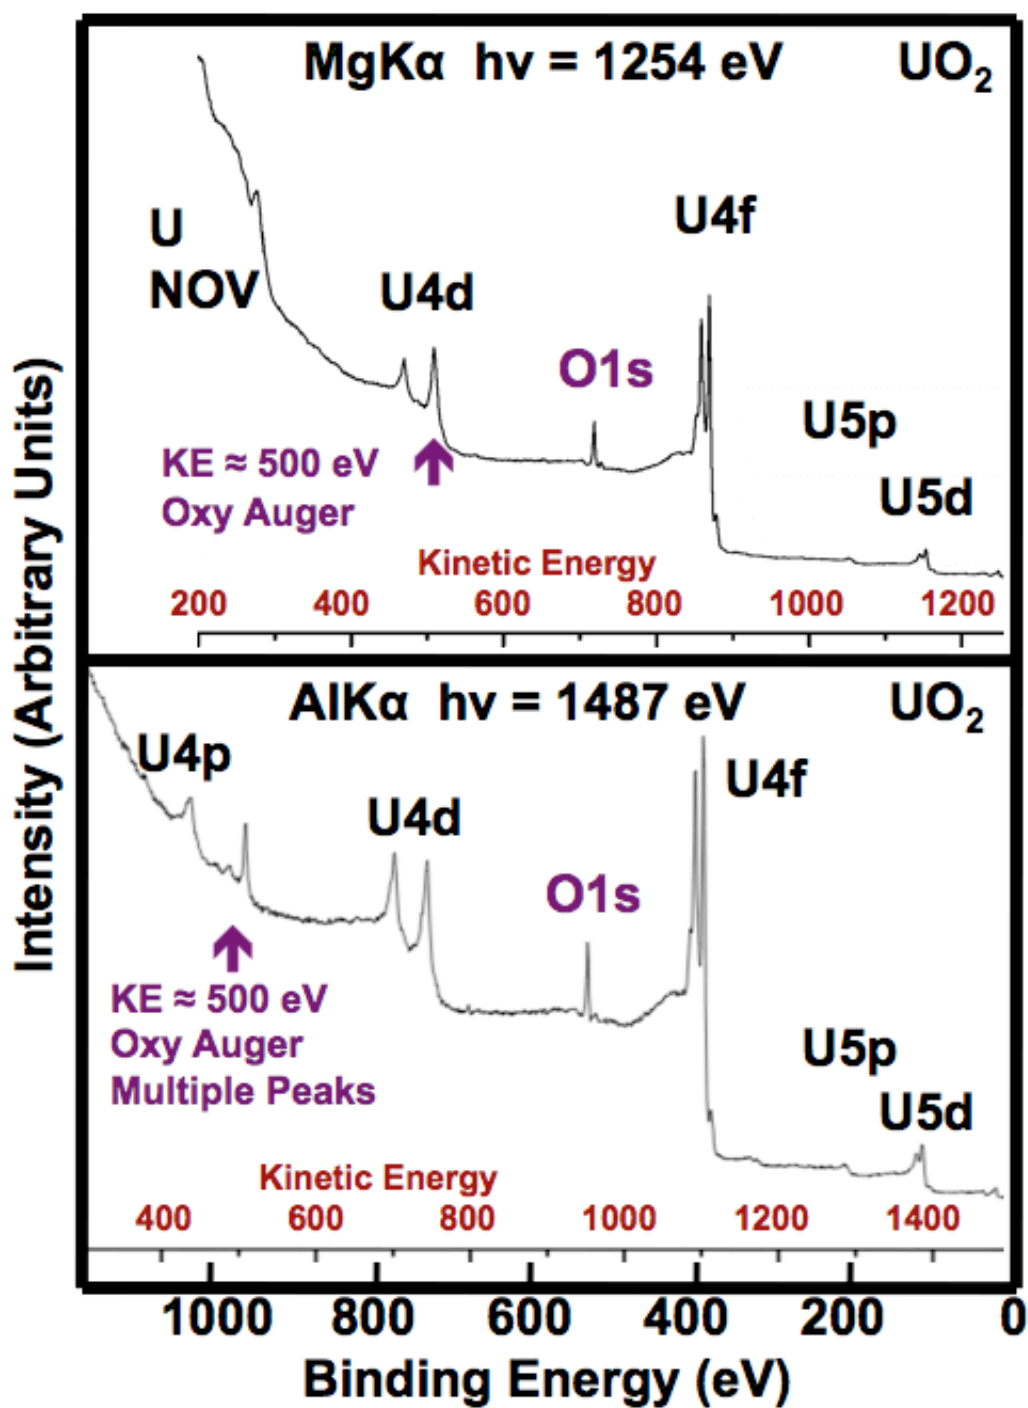 MgKα hν = 1254 eV UO₂
U4f
U
NOV
U4d
O1s
U5p
KE ≈ 500 eV
Oxy Auger
U5d
Kinetic Energy
200 400 600 800 1000 1200
AlKα hν = 1487 eV UO₂
U4p
U4d
U4f
O1s
KE ≈ 500 eV
Oxy Auger
Multiple Peaks
U5p
U5d
Kinetic Energy
400 600 800 1000 1200 1400
1000 800 600 400 200 0
Binding Energy (eV)
Intensity (Arbitrary Units)